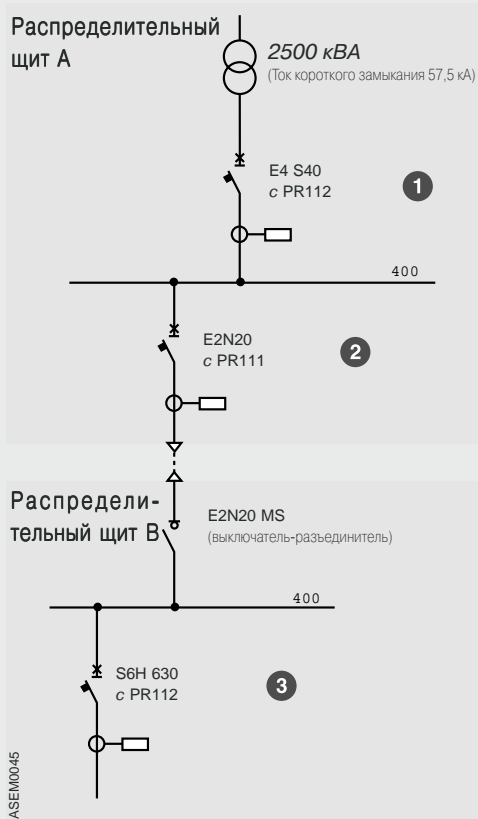 Распределительный
щит А
2500 кВА
(Ток короткого замыкания 57,5 кА)
E4 S40
с PR112
1
400
E2N20
с PR111
2
Распредели-
тельный щит В
E2N20 MS
(выключатель-разъединитель)
400
S6H 630
с PR112
3
ASEM0045